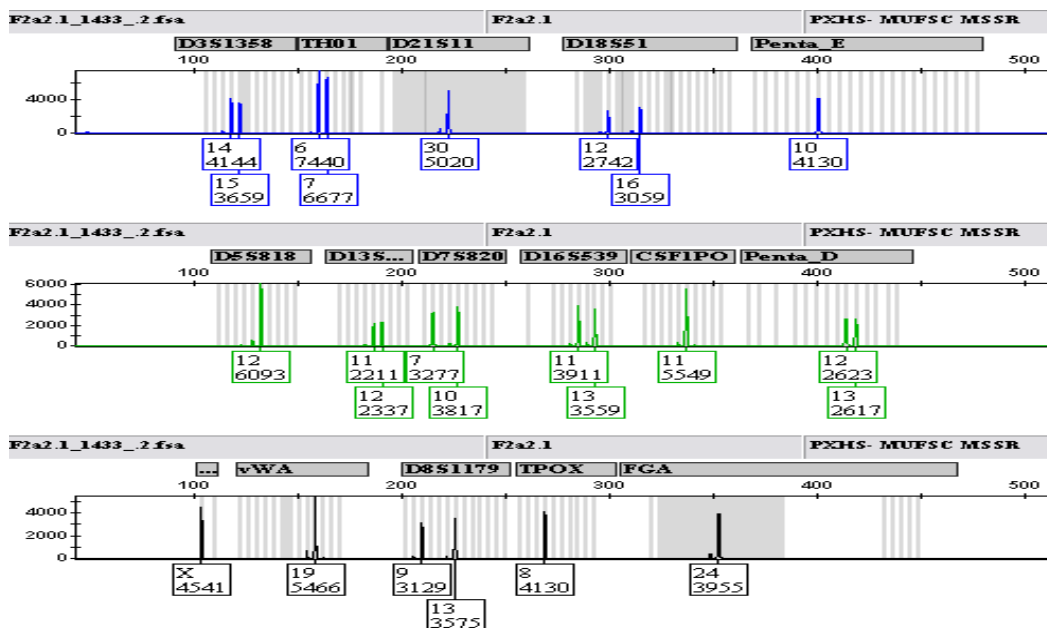 F2a2.1_1433_.2.fsa F2a2.1 PXHS- MUFSC MSSR
D3S1358 TH01 D21S11 D18S51 Penta_E
100 200 300 400 500
4000
0
14 6 30 12 10
4144 7440 5020 2742 4130
15 7 16
3659 6677 3059
F2a2.1_1433_.2.fsa F2a2.1 PXHS- MUFSC MSSR
D5S818 D13S... D7S820 D16S539 CSF1PO Penta_D
100 200 300 400 500
6000
4000
2000
0
12 11 7 11 11 12
6093 2211 3277 3911 5549 2623
12 10 13 13
2337 3817 3559 2617
F2a2.1_1433_.2.fsa F2a2.1 PXHS- MUFSC MSSR
... vWA D8S1179 TPOX FGA
100 200 300 400 500
4000
2000
0
X 19 9 8 24
4541 5466 3129 4130 3955
13
3575